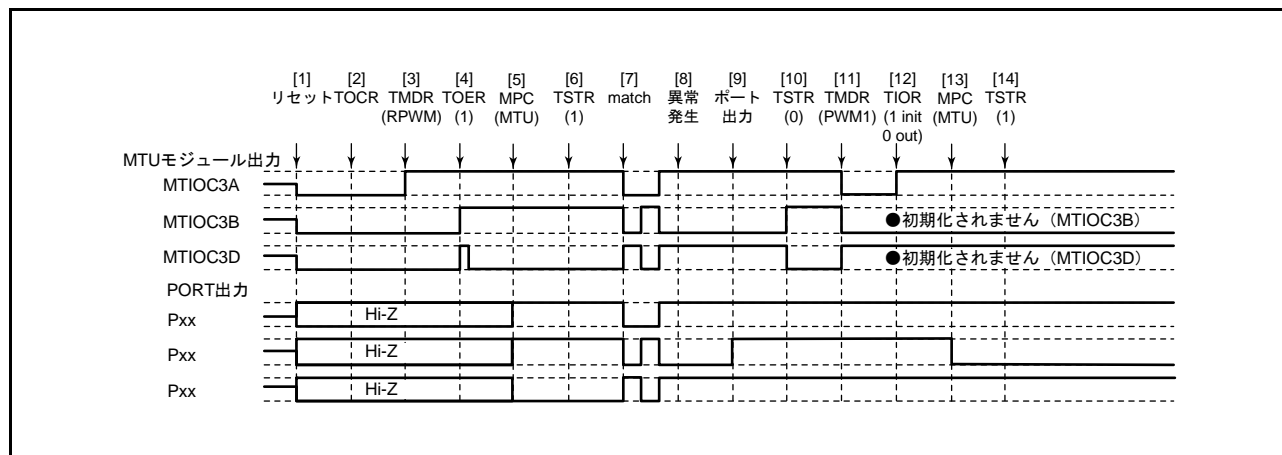 [1] [2] [3] [4] [5] [6] [7] [8] [9] [10] [11] [12] [13] [14]
リセット TOCR TMDR TOER MPC TSTR match 異常 ポート TSTR TMDR TIOR MPC TSTR
(RPWM) (1) (MTU) (1) 発生 出力 (0) (PWM1) (1 init (MTU) (1)
0 out)
MTUモジュール出力
MTIOC3A
MTIOC3B ●初期化されません（MTIOC3B）
MTIOC3D ●初期化されません（MTIOC3D）
PORT出力
Pxx Hi-Z
Pxx Hi-Z
Pxx Hi-Z